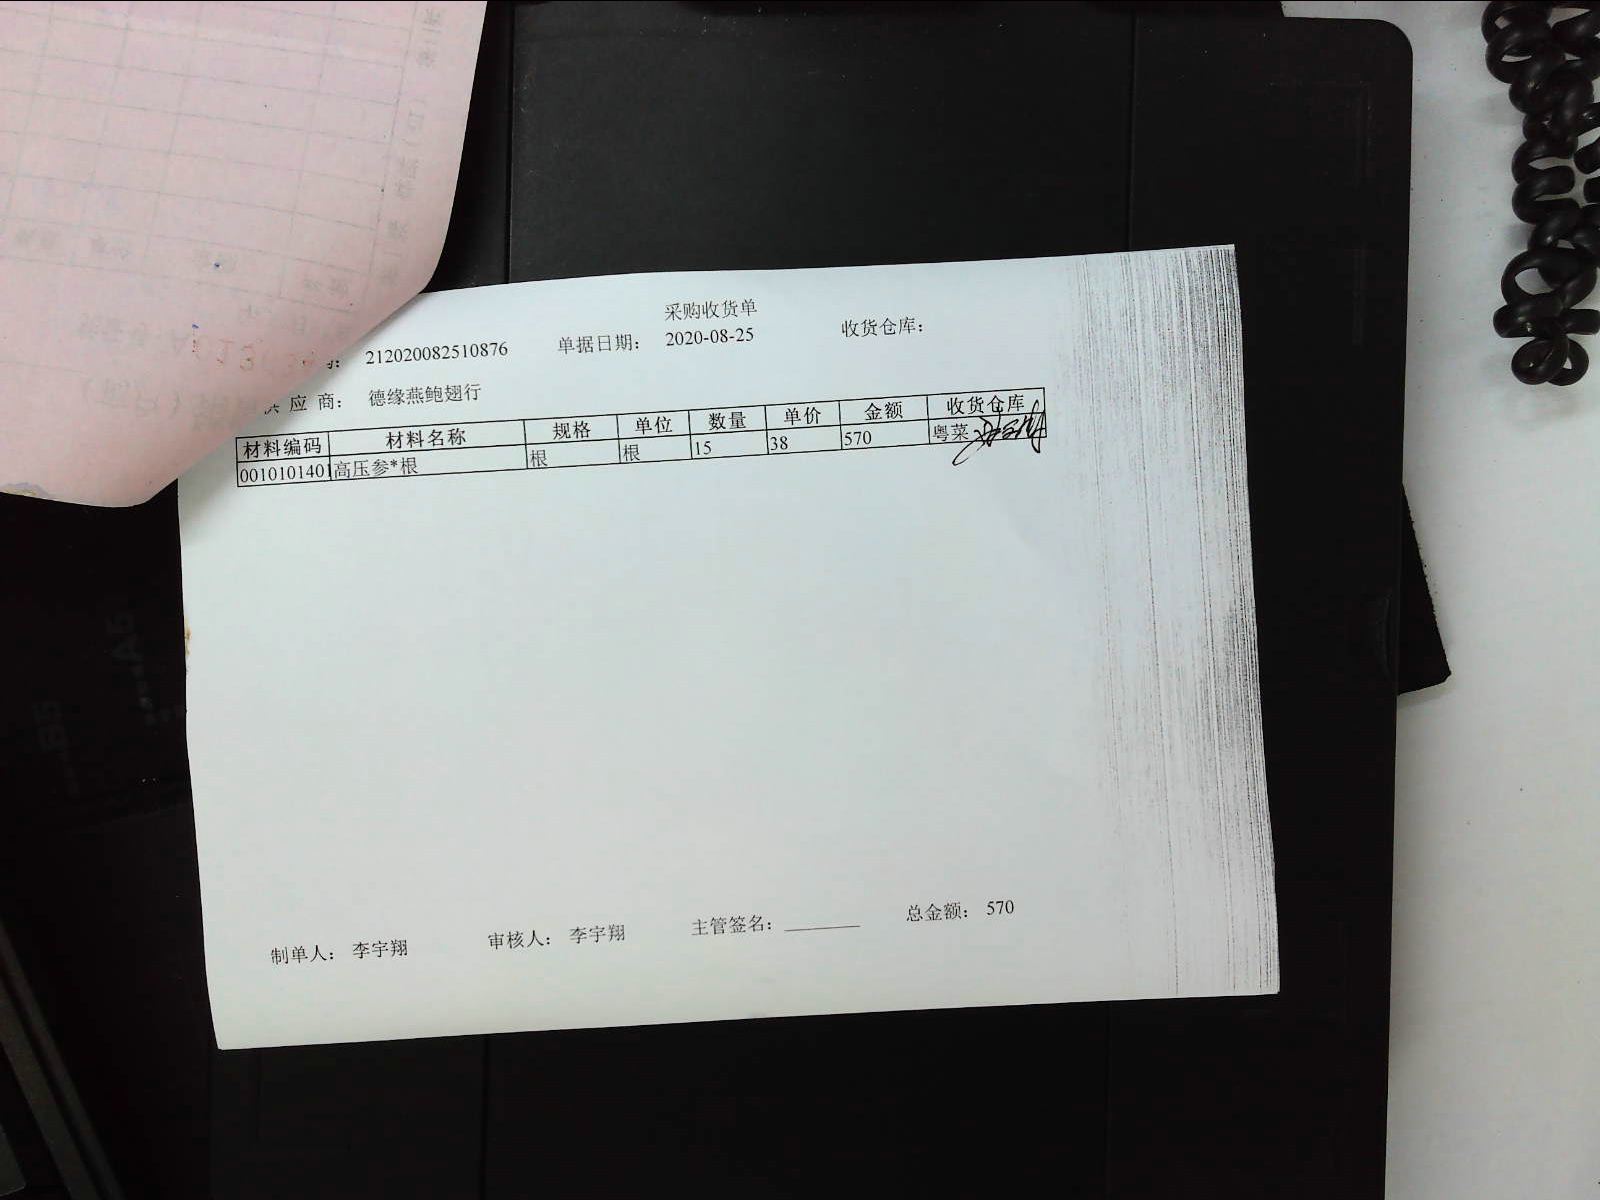 采购收货单
号: 212020082510876 单据日期: 2020-08-25 收货仓库:
供应商: 德缘燕鲍翅行
材料编码 材料名称 规格 单位 数量 单价 金额 收货仓库
0010101401 高压参*根 根 根 15 38 570 粤菜
制单人: 李宇翔 审核人: 李宇翔 主管签名: 总金额: 570